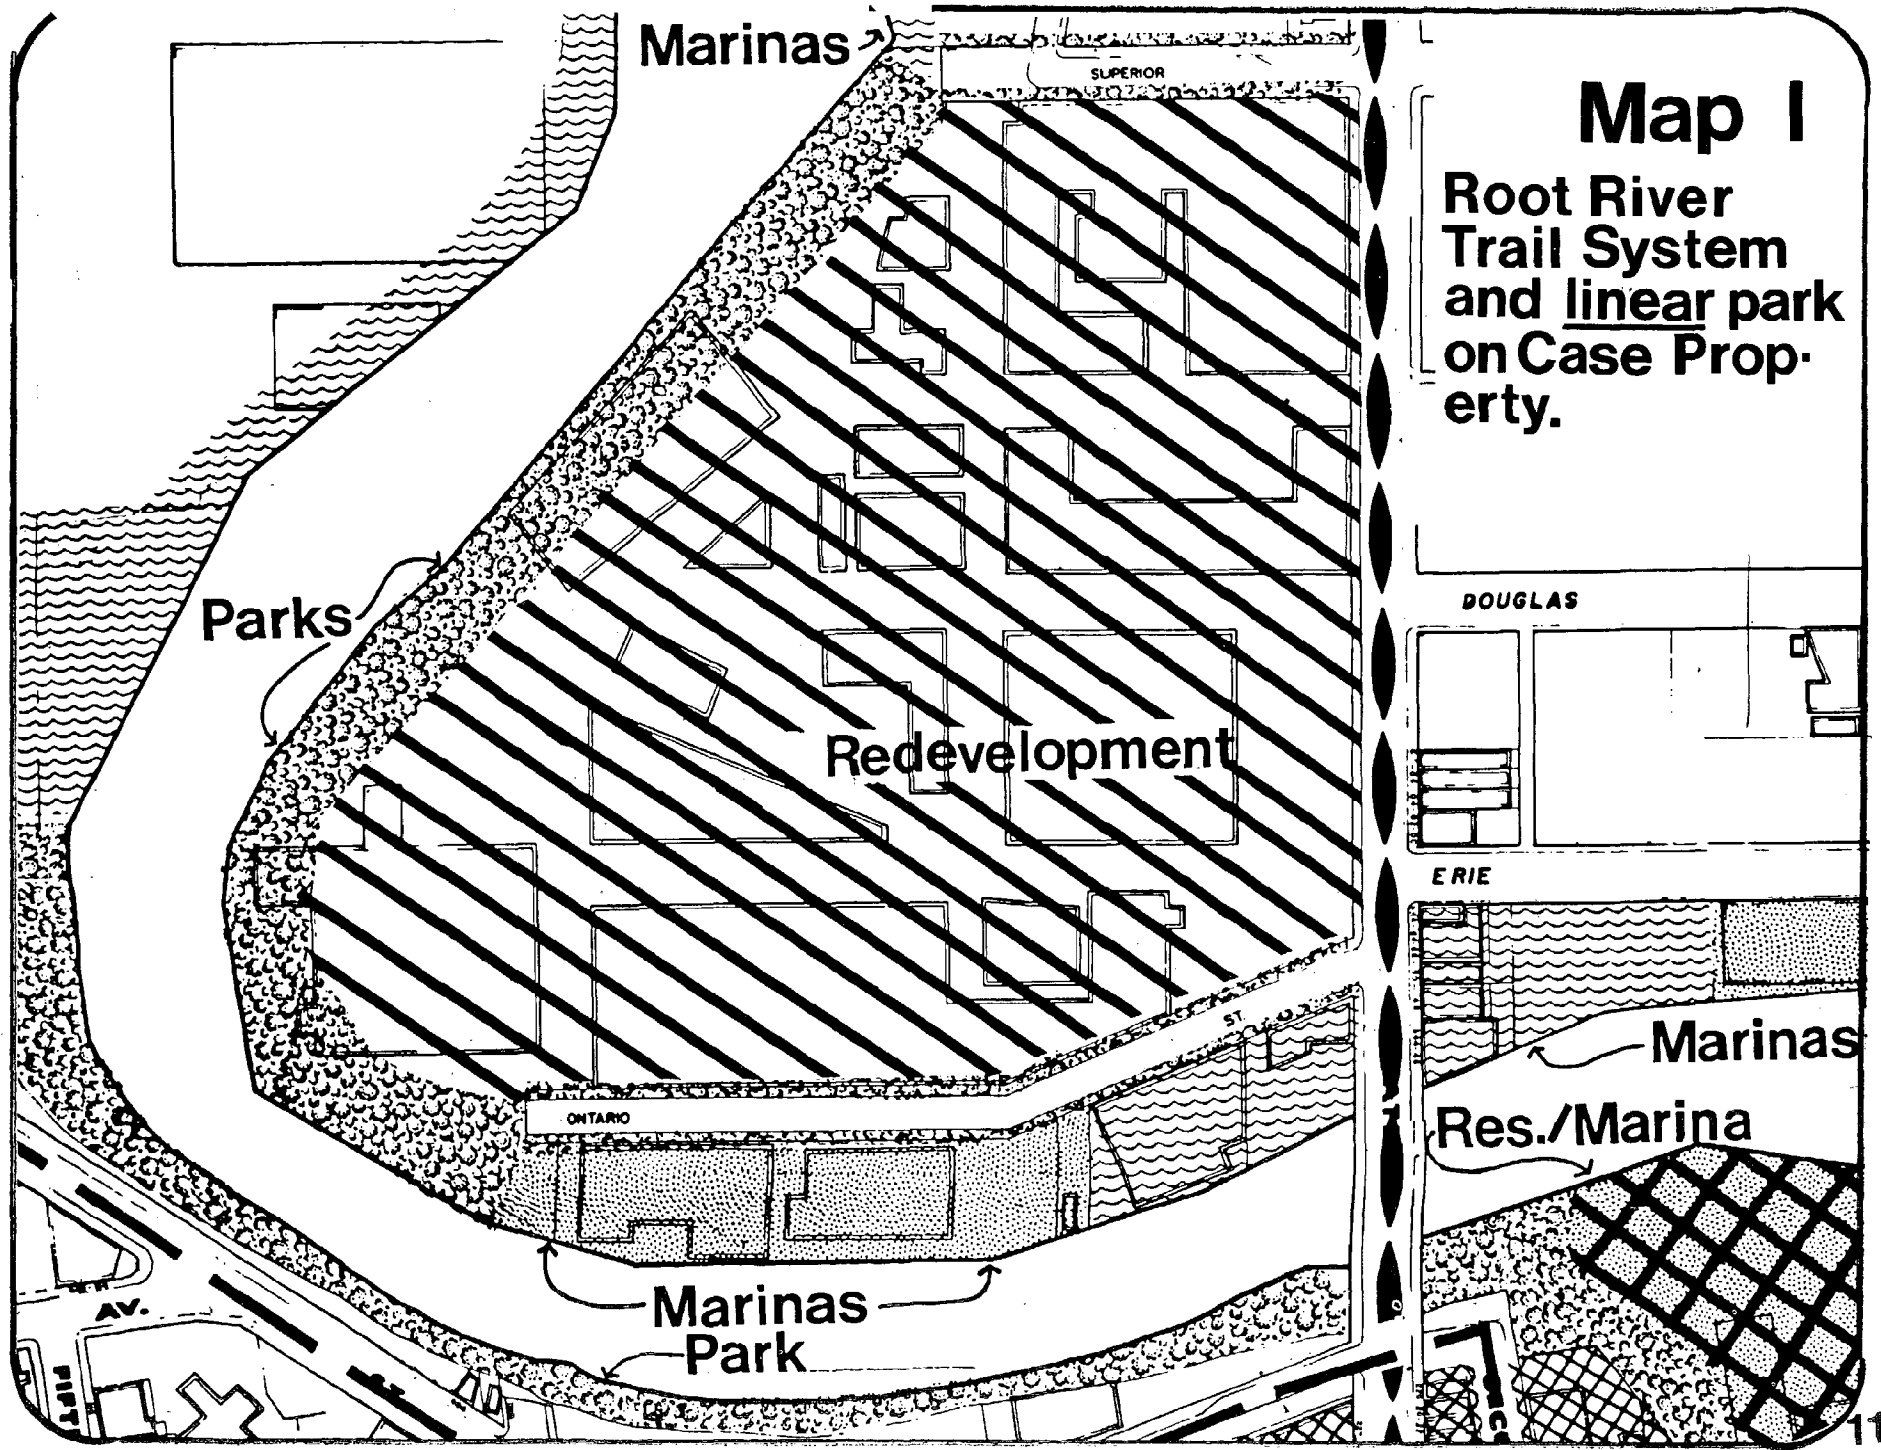 Marinas
SUPERIOR
Map I
Root River
Trail System
and linear park
on Case Prop-
erty.
Parks
DOUGLAS
Redevelopment
ERIE
ST.
Marinas
ONTARIO
Res./Marina
Marinas
Park
AV.
ST.
11